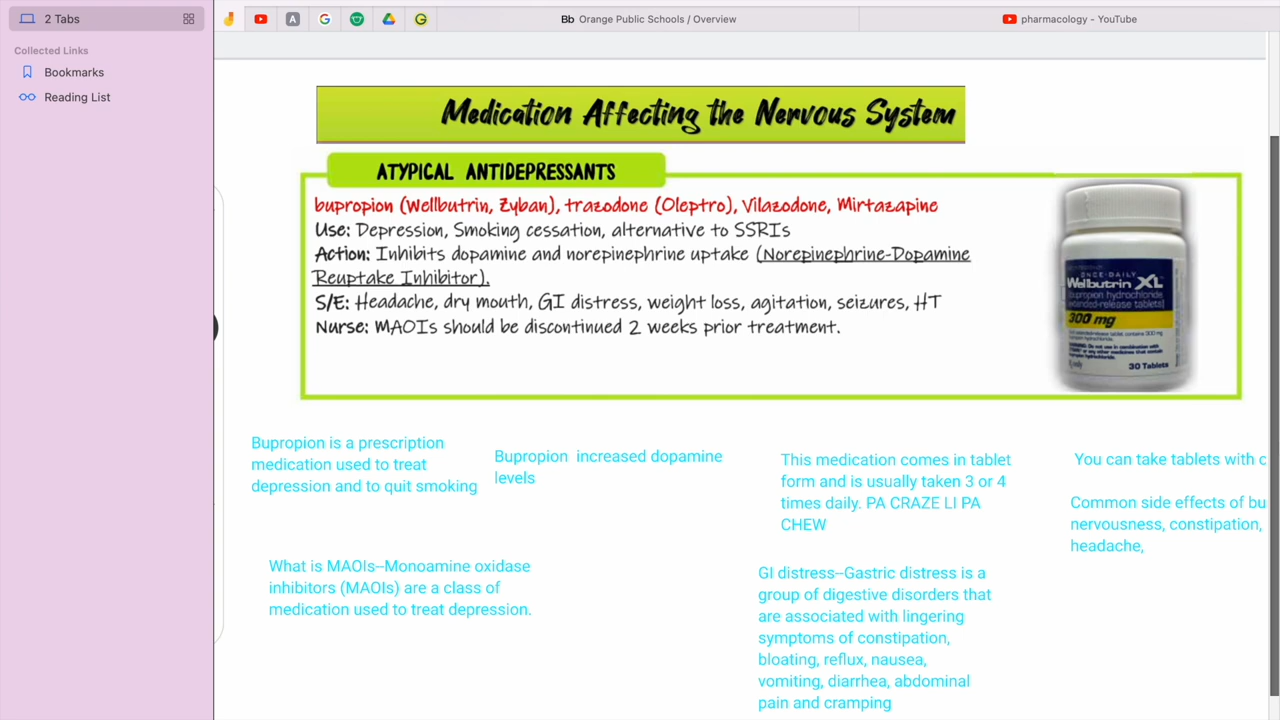 2 Tabs
Bb Orange Public Schools / Overview
pharmacology - YouTube
Collected Links
Bookmarks
Reading List
Medication Affecting the Nervous System
ATYPICAL ANTIDEPRESSANTS
bupropion (Wellbutrin, Zyban), trazodone (Oleptro), Vilazodone, Mirtazapine
Use: Depression, Smoking cessation, alternative to SSRIs
Action: Inhibits dopamine and norepinephrine uptake (Norepinephrine-Dopamine
Reuptake Inhibitor).
S/E: Headache, dry mouth, GI distress, weight loss, agitation, seizures, HT
Nurse: MAOIs should be discontinued 2 weeks prior treatment.
ONCE-DAILY
Wellbutrin XL
(bupropion hydrochloride
extended-release tablets)
300 mg
30 Tablets
Bupropion is a prescription
medication used to treat
depression and to quit smoking
Bupropion increased dopamine
levels
This medication comes in tablet
form and is usually taken 3 or 4
times daily. PA CRAZE LI PA
CHEW
You can take tablets with c
Common side effects of bu
nervousness, constipation,
headache,
What is MAOIs--Monoamine oxidase
inhibitors (MAOIs) are a class of
medication used to treat depression.
GI distress--Gastric distress is a
group of digestive disorders that
are associated with lingering
symptoms of constipation,
bloating, reflux, nausea,
vomiting, diarrhea, abdominal
pain and cramping